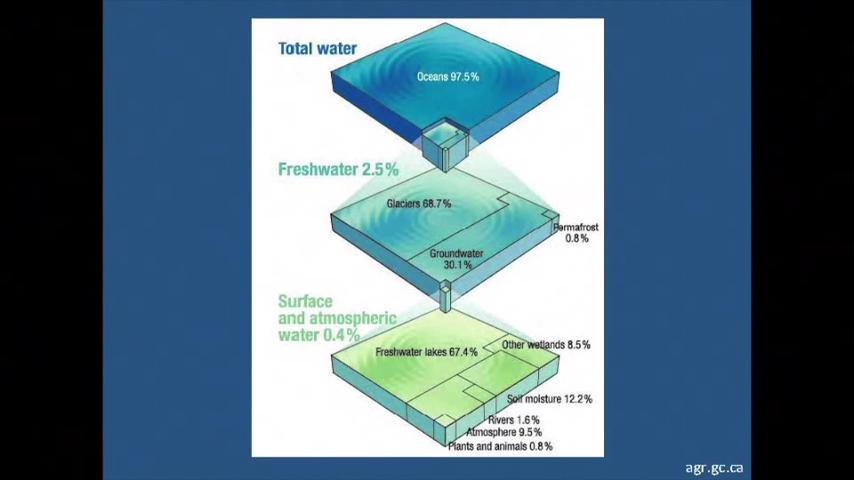 Total water
Oceans 97.5%
Freshwater 2.5%
Glaciers 68.7%
Permafrost
0.8%
Groundwater
30.1%
Surface
and atmospheric
water 0.4%
Other wetlands 8.5%
Freshwater lakes 67.4%
Soil moisture 12.2%
Rivers 1.6%
Atmosphere 9.5%
Plants and animals 0.8%
agr.gc.ca